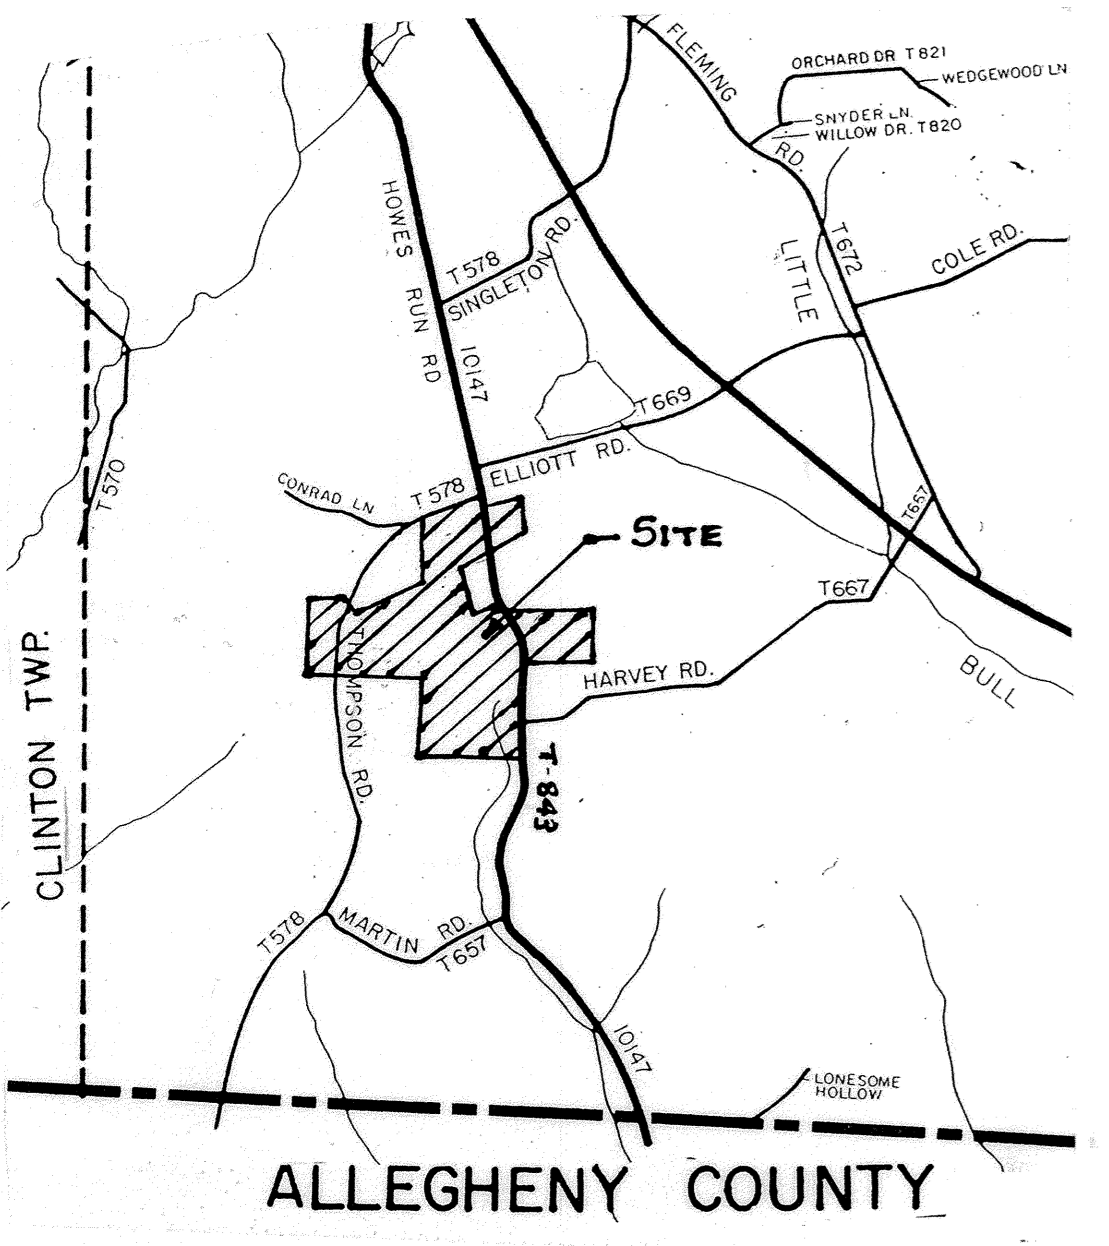 FLEMING
RD.
ORCHARD DR T821
WEDGEWOOD LN
SNYDER LN.
WILLOW DR. T820
HOWES
RUN RD
10147
T578
SINGLETON RD.
T672
LITTLE
COLE RD.
T669
ELLIOTT RD.
T570
CONRAD LN
T578
SITE
T667
T667
BULL
HARVEY RD.
THOMPSON RD.
T-843
CLINTON TWP.
T578
MARTIN RD.
T657
10147
LONESOME
HOLLOW
ALLEGHENY COUNTY